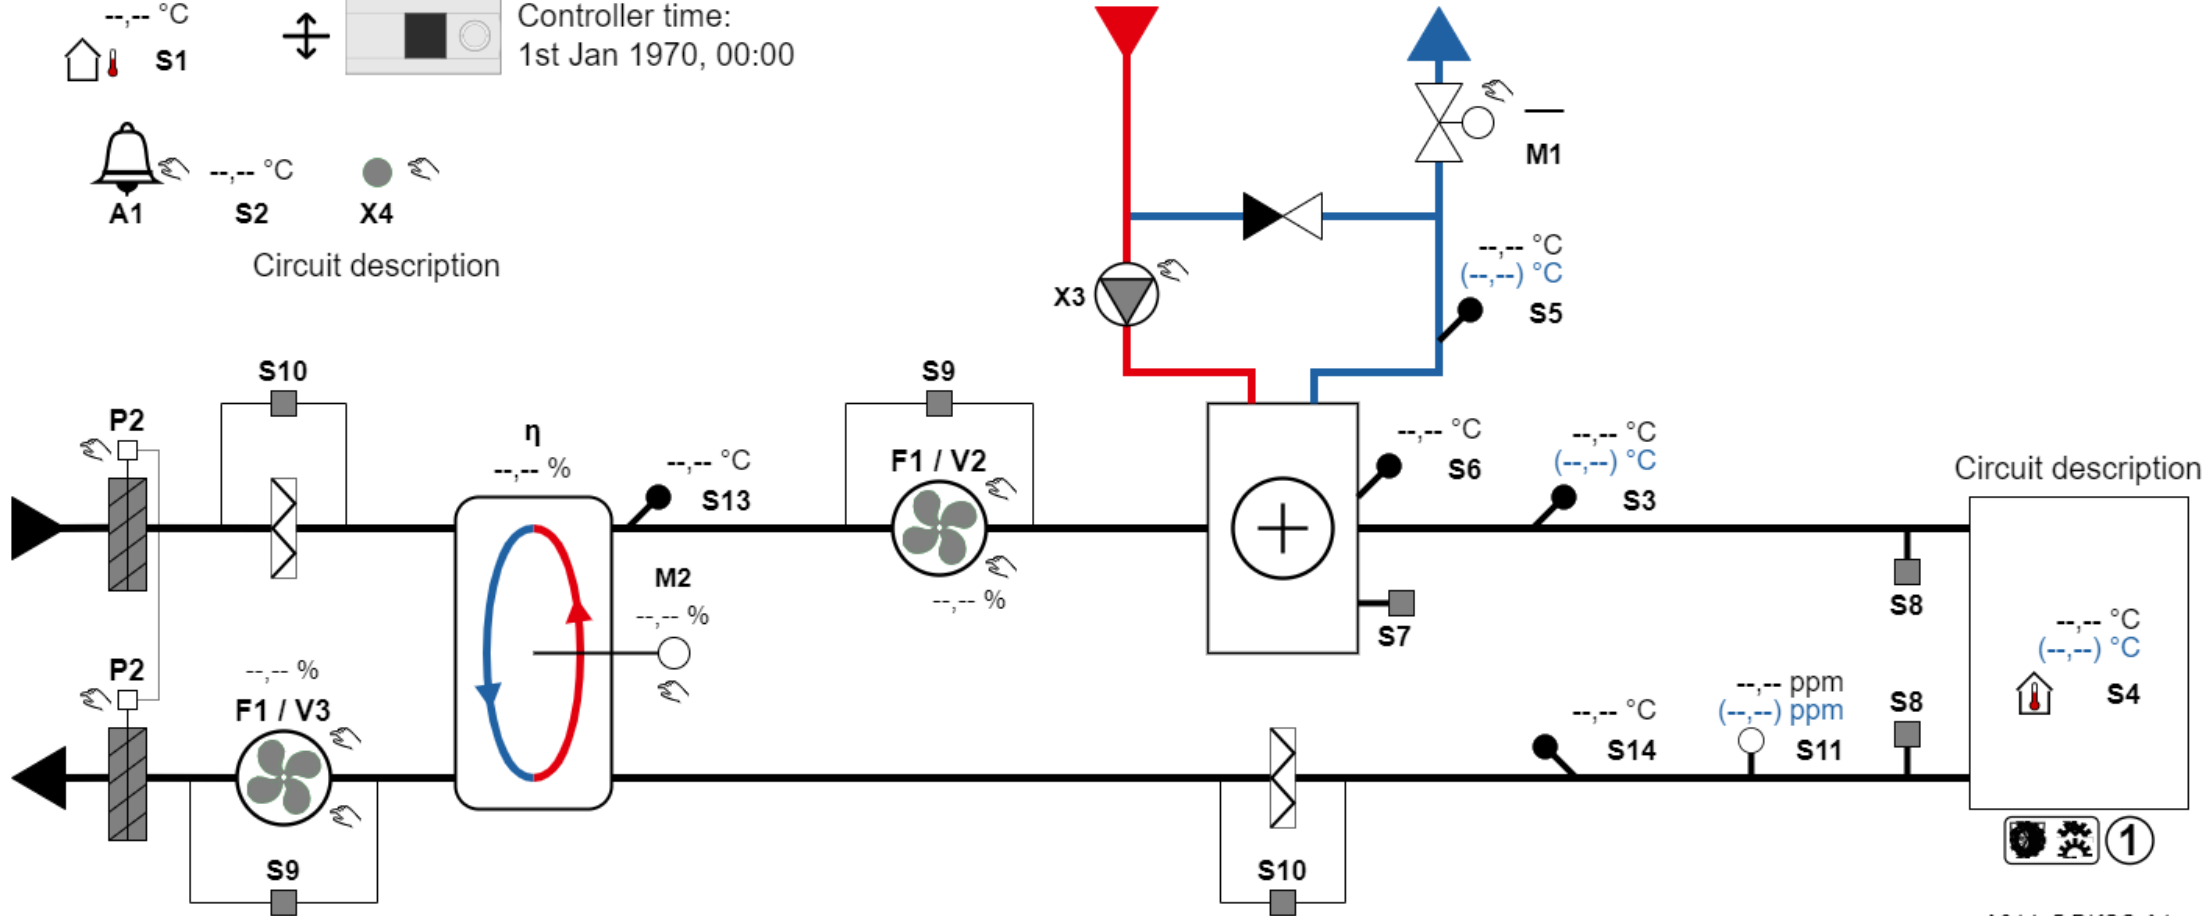 --,-- °C
S1
Controller time:
1st Jan 1970, 00:00
A1
--,-- °C
S2
X4
Circuit description
M1
X3
--,-- °C
(--,--) °C
S5
S10
P2
η
--,-- %
--,-- °C
S13
S9
F1 / V2
--,-- %
--,-- °C
S6
--,-- °C
(--,--) °C
S3
Circuit description
S8
S7
M2
--,-- %
--,-- °C
(--,--) °C
S4
P2
--,-- %
F1 / V3
S9
--,-- °C
S14
--,-- ppm
(--,--) ppm
S11
S8
S10
1